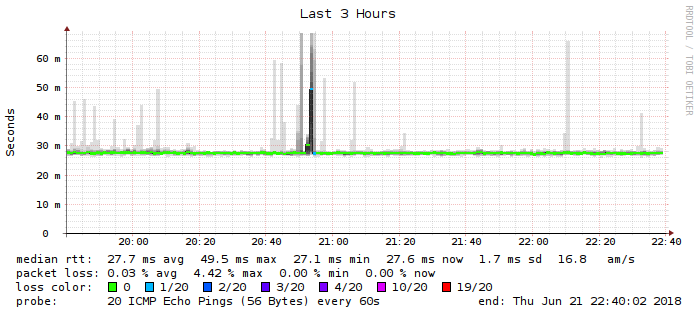 Last 3 Hours
RRDTOOL / TOBI OETIKER
Seconds
60 m
50 m
40 m
30 m
20 m
10 m
0
20:00 20:20 20:40 21:00 21:20 21:40 22:00 22:20 22:40
median rtt: 27.7 ms avg 49.5 ms max 27.1 ms min 27.6 ms now 1.7 ms sd 16.8 am/s
packet loss: 0.03 % avg 4.42 % max 0.00 % min 0.00 % now
loss color: 0 1/20 2/20 3/20 4/20 10/20 19/20
probe: 20 ICMP Echo Pings (56 Bytes) every 60s end: Thu Jun 21 22:40:02 2018